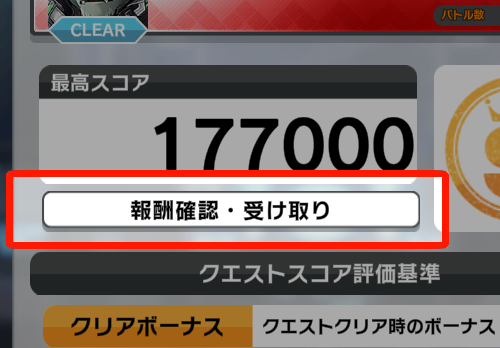 バトル数
CLEAR
最高スコア
177000
報酬確認・受け取り
クエストスコア評価基準
クリアボーナス
クエストクリア時のボーナス